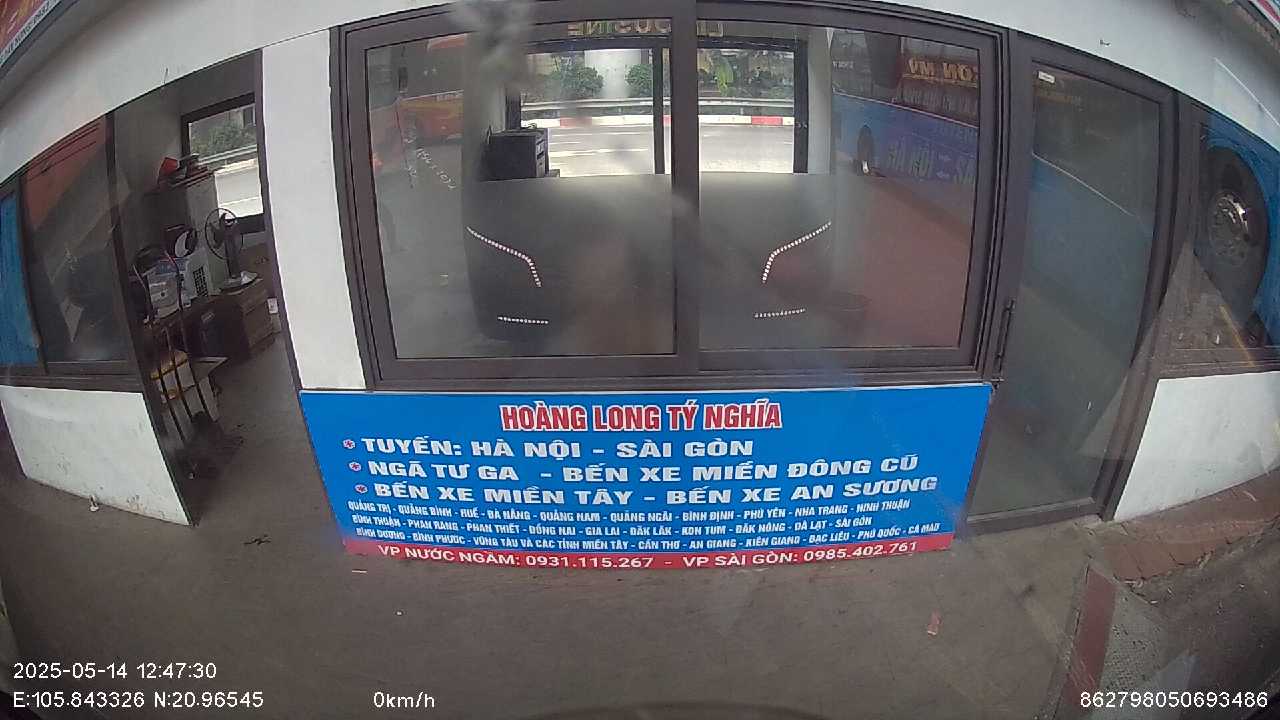 HOÀNG LONG TÝ NGHĨA
* TUYẾN: HÀ NỘI - SÀI GÒN
* NGÃ TƯ GA - BẾN XE MIỀN ĐÔNG CŨ
* BẾN XE MIỀN TÂY - BẾN XE AN SƯƠNG
QUẢNG TRỊ - QUẢNG BÌNH - HUẾ - ĐÀ NẴNG - QUẢNG NAM - QUẢNG NGÃI - BÌNH ĐỊNH - PHÚ YÊN - NHA TRANG - NINH THUẬN
BÌNH THUẬN - PHAN RANG - PHAN THIẾT - ĐỒNG NAI - GIA LAI - ĐĂK LĂK - KON TUM - ĐĂK NÔNG - ĐÀ LẠT - SÀI GÒN
BÌNH DƯƠNG - BÌNH PHƯỚC - VŨNG TÀU VÀ CÁC TỈNH MIỀN TÂY - CẦN THƠ - AN GIANG - KIÊN GIANG - BẠC LIÊU - PHÚ QUỐC - CÀ MAU
VP NƯỚC NGẦM: 0931.115.267 - VP SÀI GÒN: 0985.402.761
2025-05-14 12:47:30
E:105.843326 N:20.96545 0km/h 862798050693486